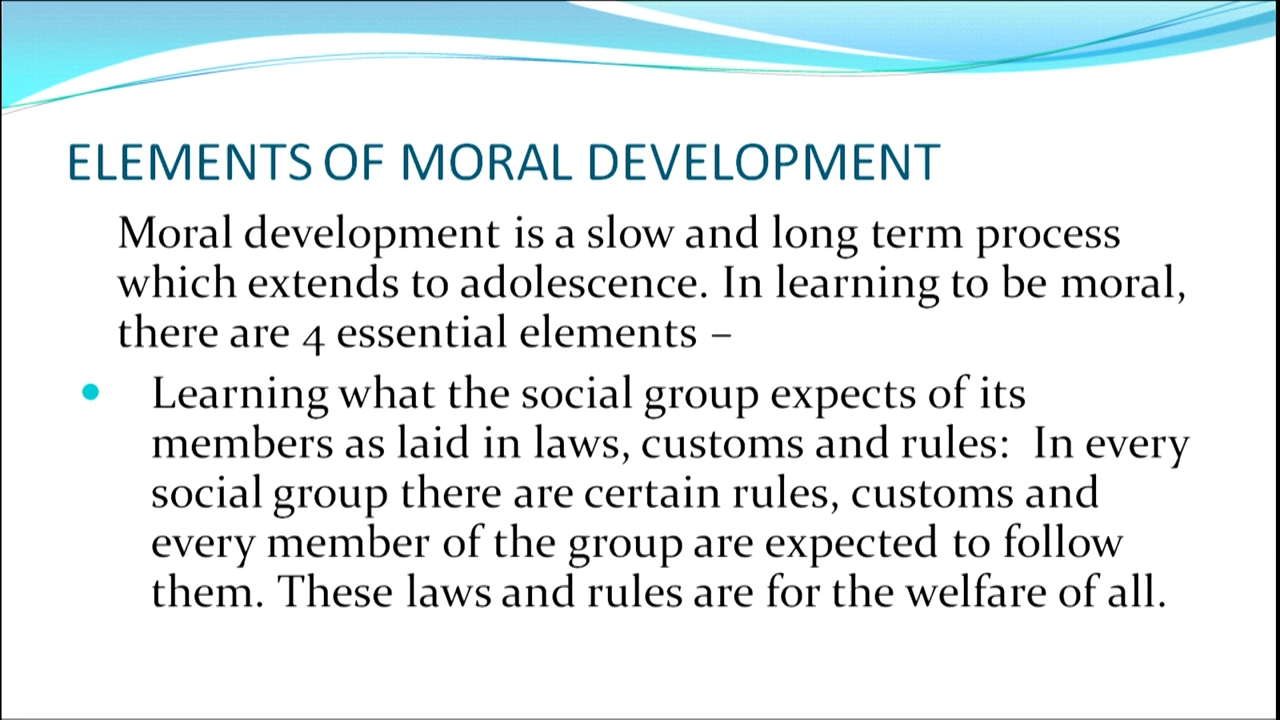 ELEMENTS OF MORAL DEVELOPMENT
Moral development is a slow and long term process
which extends to adolescence. In learning to be moral,
there are 4 essential elements –
• Learning what the social group expects of its
members as laid in laws, customs and rules: In every
social group there are certain rules, customs and
every member of the group are expected to follow
them. These laws and rules are for the welfare of all.